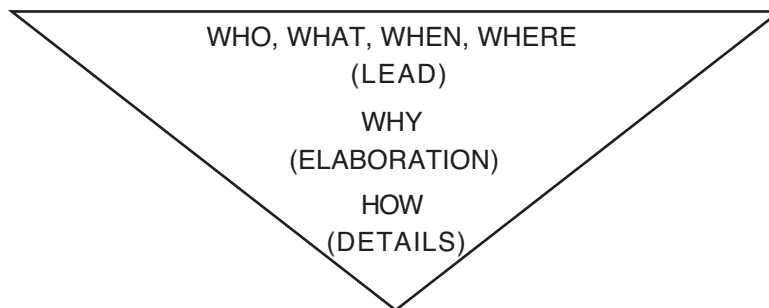 WHO, WHAT, WHEN, WHERE
(LEAD)
WHY
(ELABORATION)
HOW
(DETAILS)